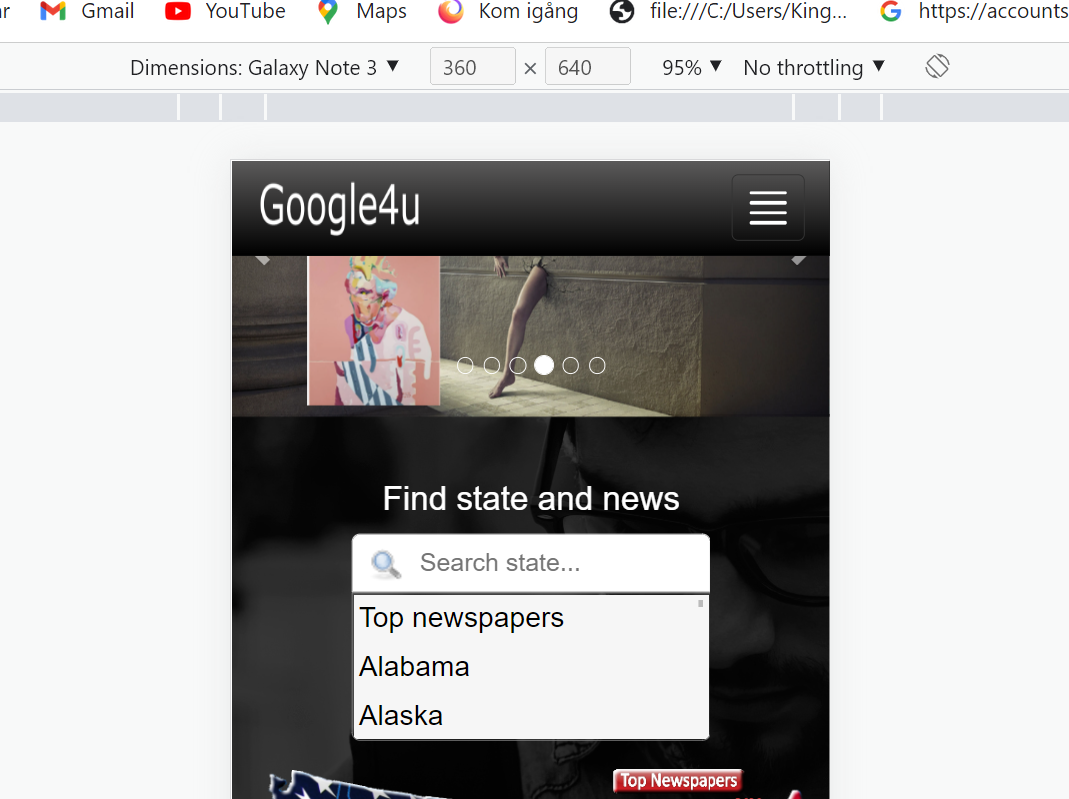 Gmail YouTube Maps Kom igång file:///C:/Users/King... https://accounts
Dimensions: Galaxy Note 3 ▼ 360 × 640 95% ▼ No throttling ▼
Google4u
Find state and news
Search state...
Top newspapers
Alabama
Alaska
Top Newspapers